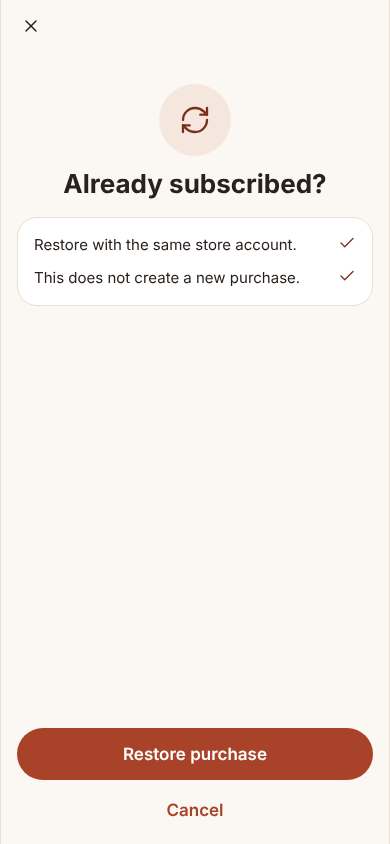 Already subscribed?
Restore with the same store account.
This does not create a new purchase.
Restore purchase
Cancel